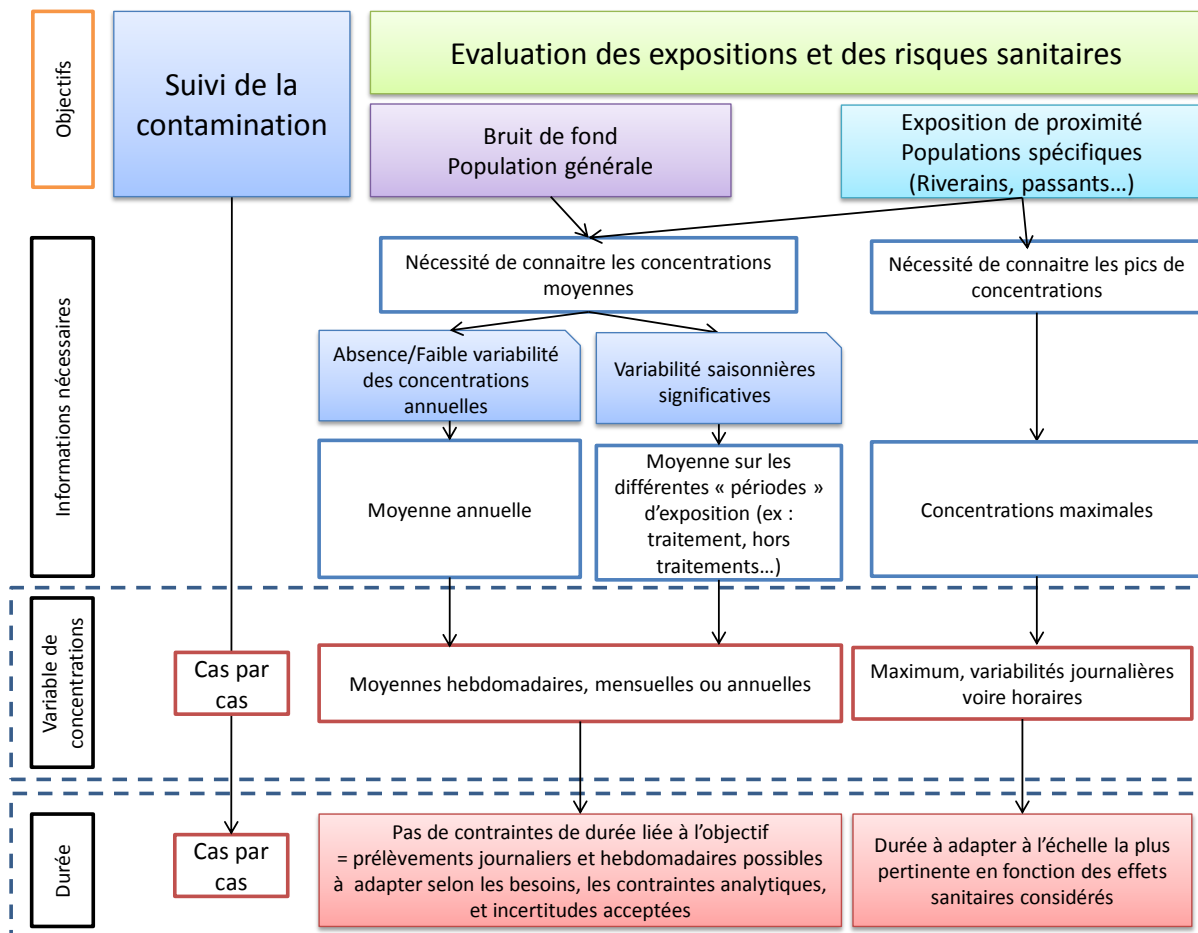 Objectifs
Suivi de la
contamination
Evaluation des expositions et des risques sanitaires
Bruit de fond
Population générale
Exposition de proximité
Populations spécifiques
(Riverains, passants...)
Informations nécessaires
Nécessité de connaitre les concentrations
moyennes
Nécessité de connaitre les pics de
concentrations
Absence/Faible variabilité
des concentrations
annuelles
Variabilité saisonnières
significatives
Moyenne annuelle
Moyenne sur les
différentes « périodes »
d'exposition (ex :
traitement, hors
traitements...)
Concentrations maximales
Variable de
concentrations
Cas par
cas
Moyennes hebdomadaires, mensuelles ou annuelles
Maximum, variabilités journalières
voire horaires
Durée
Cas par
cas
Pas de contraintes de durée liée à l'objectif
= prélèvements journaliers et hebdomadaires possibles
à adapter selon les besoins, les contraintes analytiques,
et incertitudes acceptées
Durée à adapter à l'échelle la plus
pertinente en fonction des effets
sanitaires considérés